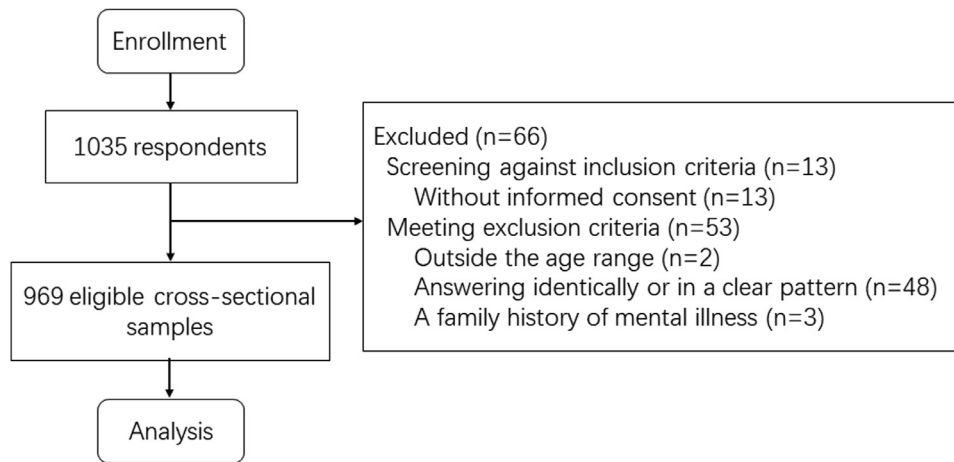 Enrollment
1035 respondents
Excluded (n=66)
Screening against inclusion criteria (n=13)
Without informed consent (n=13)
Meeting exclusion criteria (n=53)
Outside the age range (n=2)
Answering identically or in a clear pattern (n=48)
A family history of mental illness (n=3)
969 eligible cross-sectional
samples
Analysis